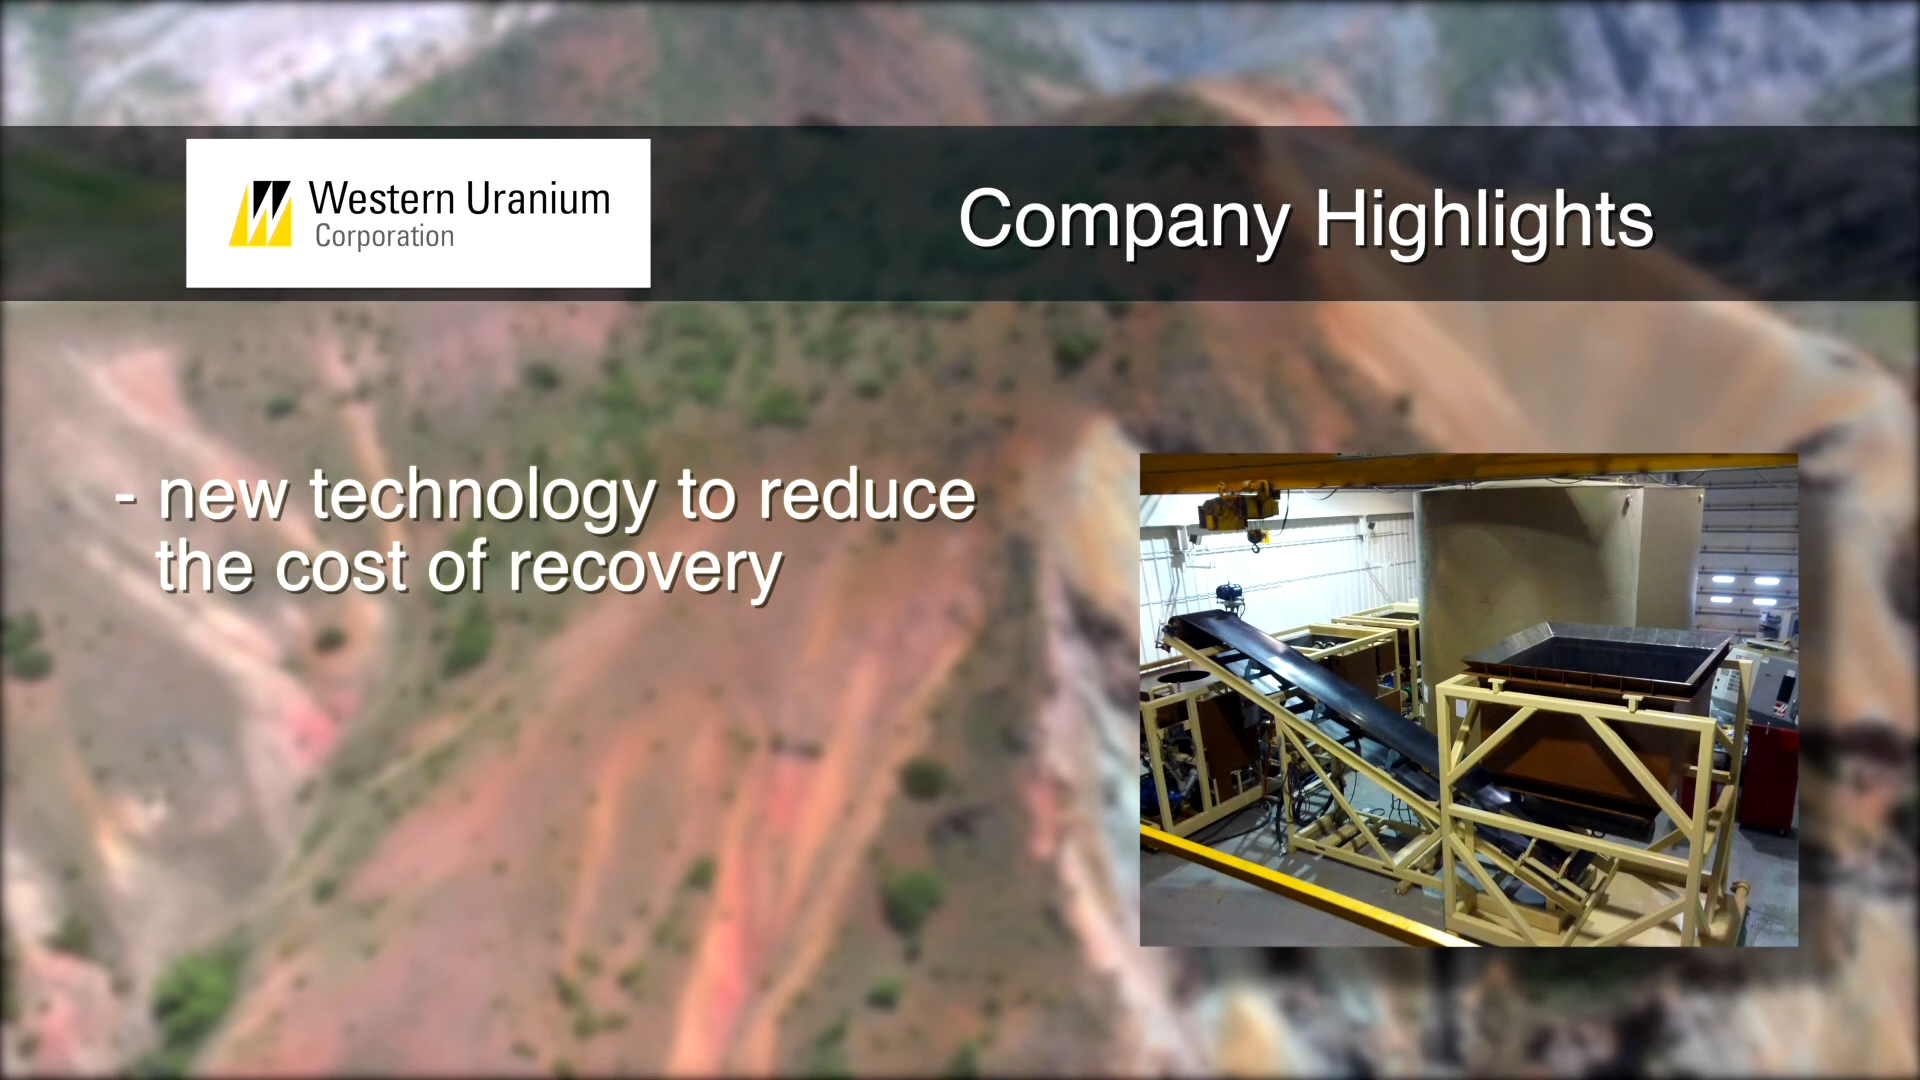 Western Uranium
Corporation
Company Highlights
- new technology to reduce
the cost of recovery